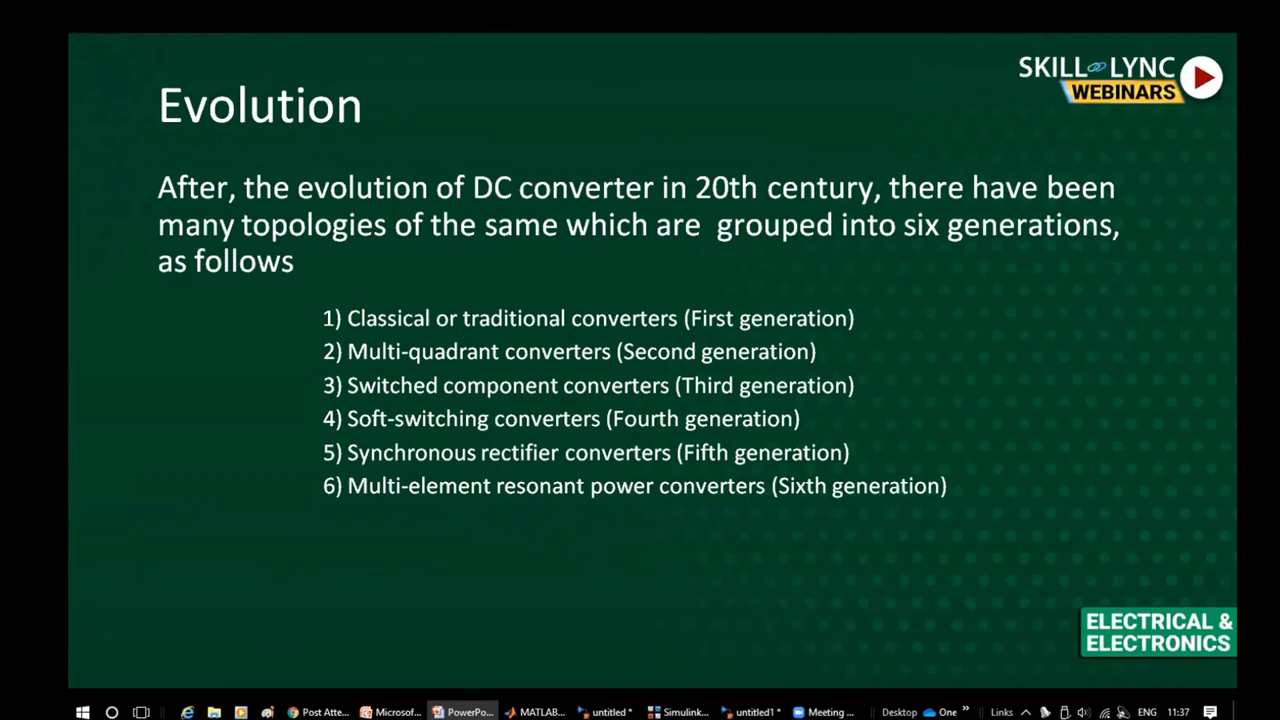 SKILL LYNC
WEBINARS
Evolution
After, the evolution of DC converter in 20th century, there have been
many topologies of the same which are grouped into six generations,
as follows
1) Classical or traditional converters (First generation)
2) Multi-quadrant converters (Second generation)
3) Switched component converters (Third generation)
4) Soft-switching converters (Fourth generation)
5) Synchronous rectifier converters (Fifth generation)
6) Multi-element resonant power converters (Sixth generation)
ELECTRICAL &
ELECTRONICS
Post Atte... Microsof... PowerPo... MATLAB... untitled * Simulink... untitled1 * Meeting ... Desktop One » Links ENG 11:37